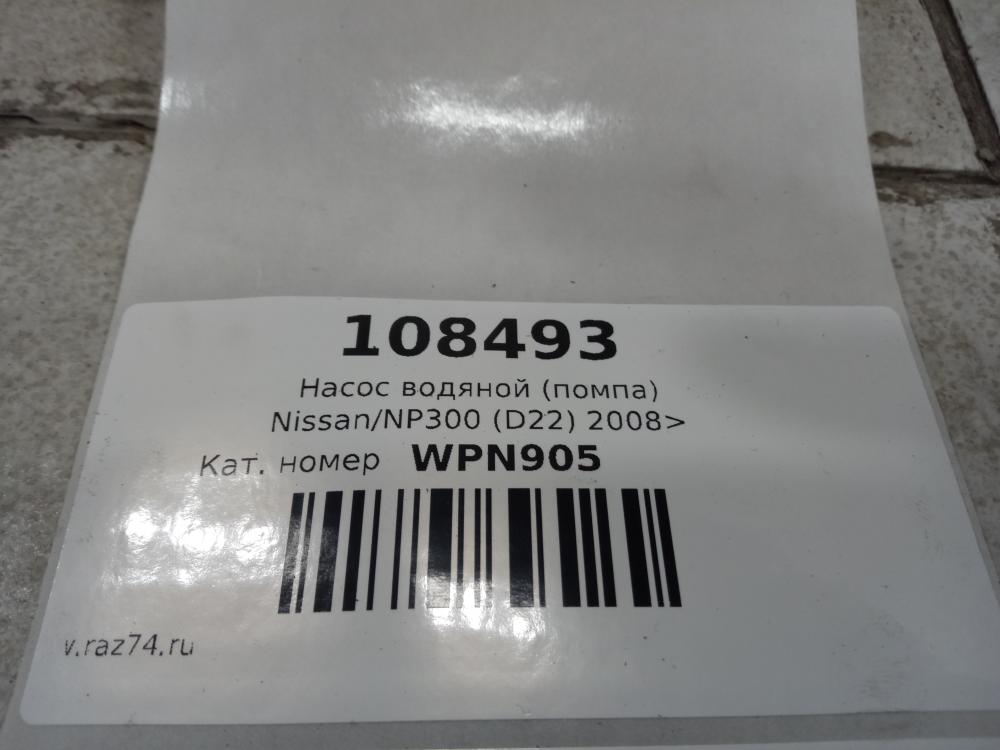 108493
Насос водяной (помпа)
Nissan/NP300 (D22) 2008>
Кат. номер WPN905
v.raz74.ru